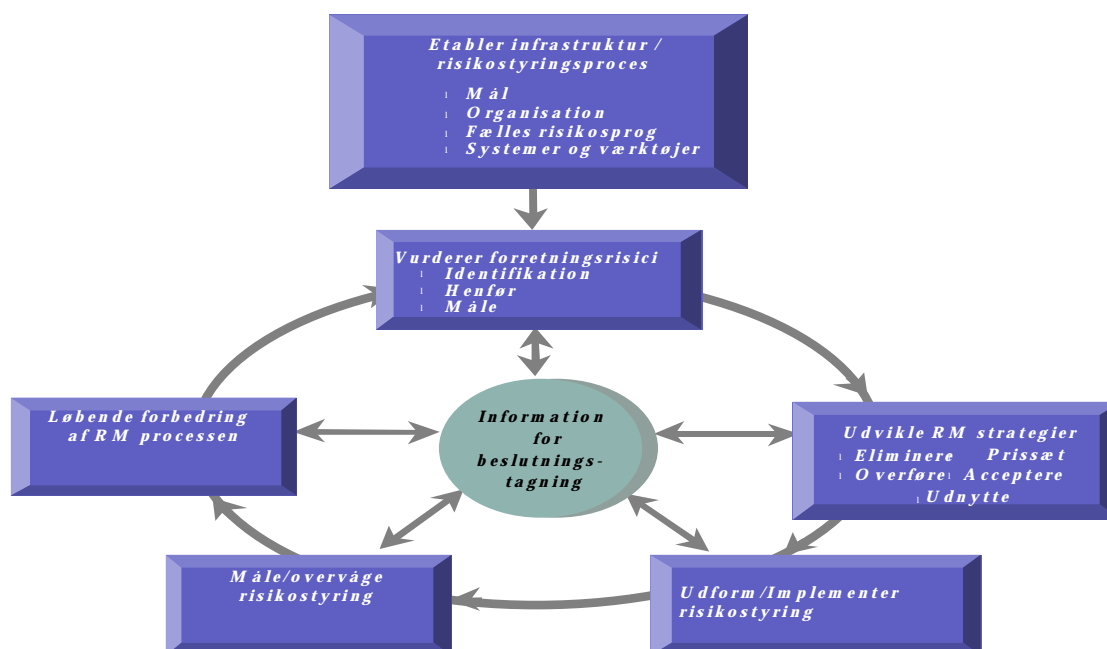 Etabler infrastruktur /
risikostyringsproces
l Mål
l Organisation
l Fælles risikosprog
l Systemer og værktøjer
Vurderer forretningsrisici
l Identifikation
l Henfør
l Måle
Løbende forbedring
af RM processen
Information
for
beslutnings-
tagning
Udvikle RM strategier
l Eliminere Prissæt
l Overføre l Acceptere
l Udnytte
Måle/overvåge
risikostyring
Udform/Implementer
risikostyring